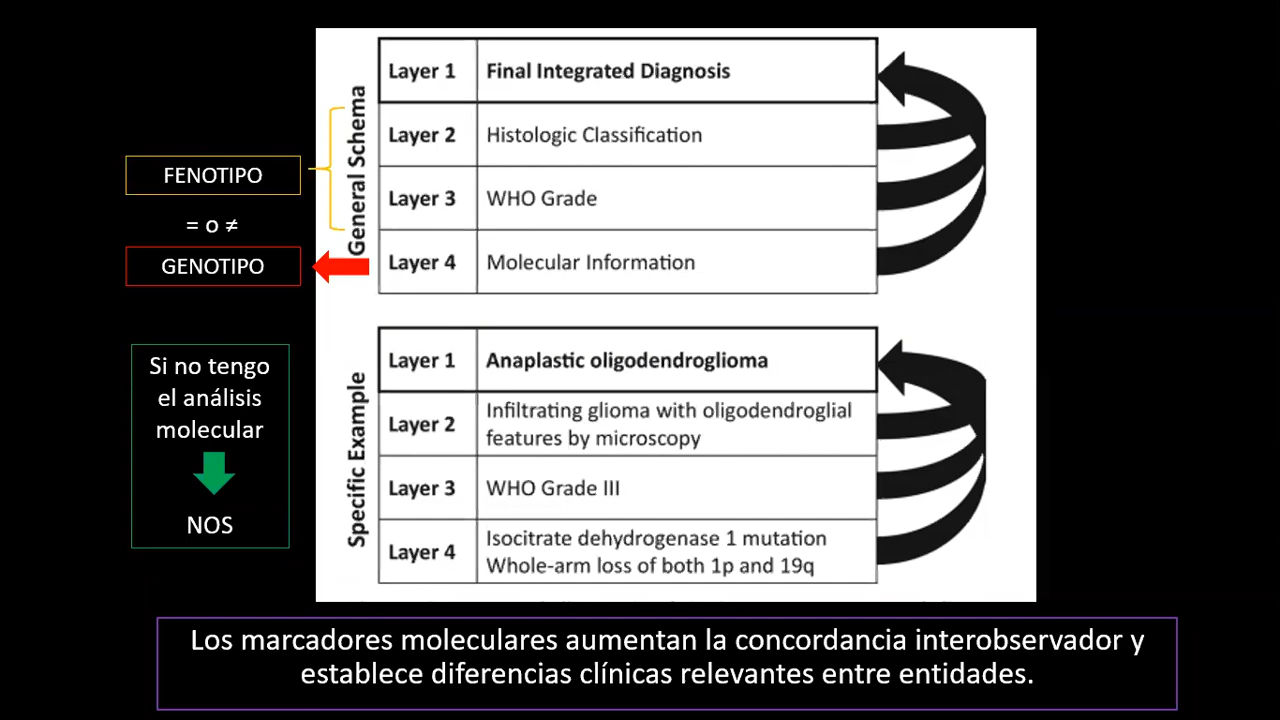 General Schema
Layer 1 Final Integrated Diagnosis
Layer 2 Histologic Classification
Layer 3 WHO Grade
Layer 4 Molecular Information
FENOTIPO
= o ≠
GENOTIPO
Si no tengo
el análisis
molecular
NOS
Specific Example
Layer 1 Anaplastic oligodendroglioma
Layer 2 Infiltrating glioma with oligodendroglial
features by microscopy
Layer 3 WHO Grade III
Layer 4 Isocitrate dehydrogenase 1 mutation
Whole-arm loss of both 1p and 19q
Los marcadores moleculares aumentan la concordancia interobservador y
establece diferencias clínicas relevantes entre entidades.